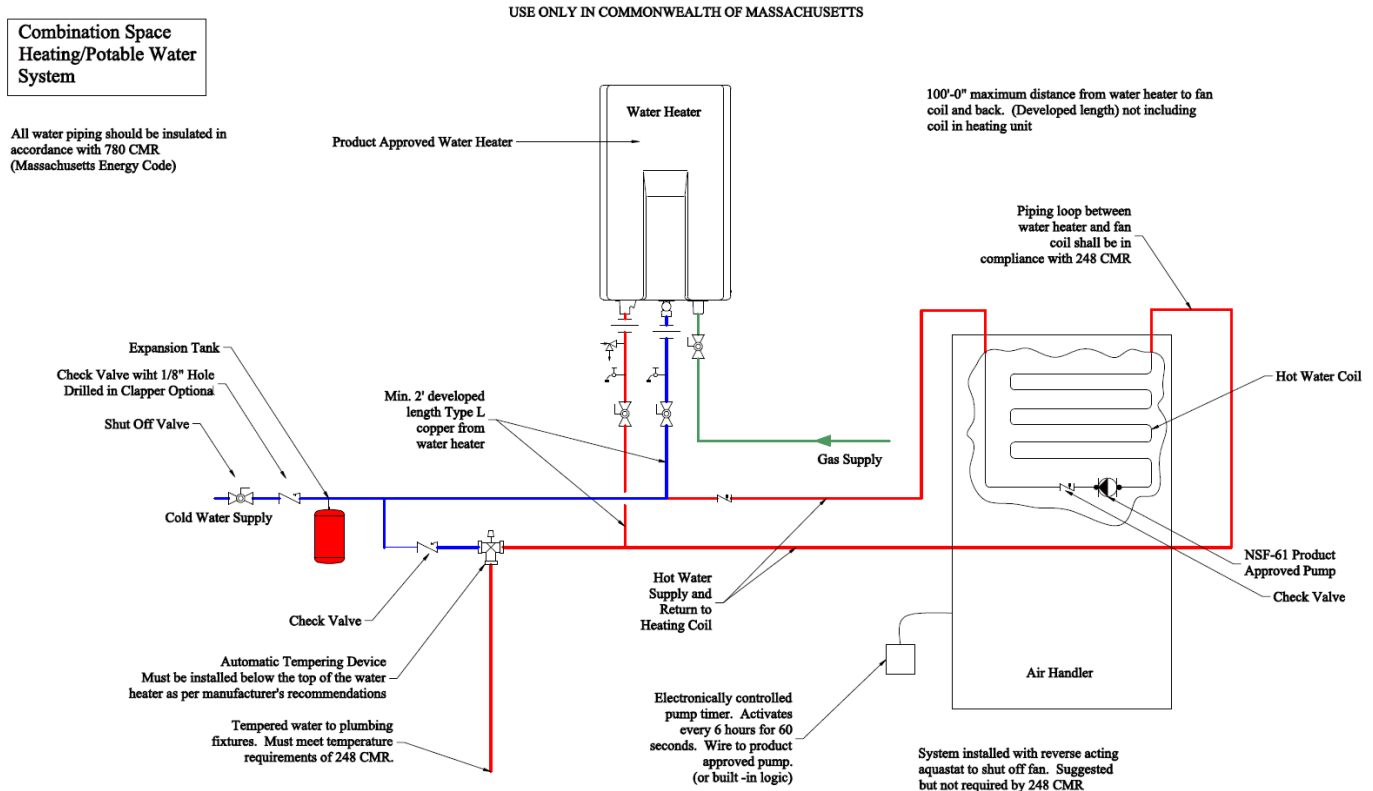 USE ONLY IN COMMONWEALTH OF MASSACHUSETTS
Combination Space
Heating/Potable Water
System
All water piping should be insulated in
accordance with 780 CMR
(Massachusetts Energy Code)
Water Heater
Product Approved Water Heater
100'-0" maximum distance from water heater to fan
coil and back. (Developed length) not including
coil in heating unit
Piping loop between
water heater and fan
coil shall be in
compliance with 248 CMR
Expansion Tank
Check Valve wiht 1/8" Hole
Drilled in Clapper Optiona
Shut Off Valve
Min. 2' developed
length Type L
copper from
water heater
Hot Water Coil
Gas Supply
Cold Water Supply
NSF-61 Product
Approved Pump
Check Valve
Hot Water
Supply and
Return to
Heating Coil
Check Valve
Automatic Tempering Device
Must be installed below the top of the water
heater as per manufacturer's recommendations
Air Handler
Electronically controlled
pump timer. Activates
every 6 hours for 60
seconds. Wire to product
approved pump.
(or built -in logic)
Tempered water to plumbing
fixtures. Must meet temperature
requirements of 248 CMR.
System installed with reverse acting
aquastat to shut off fan. Suggested
but not required by 248 CMR